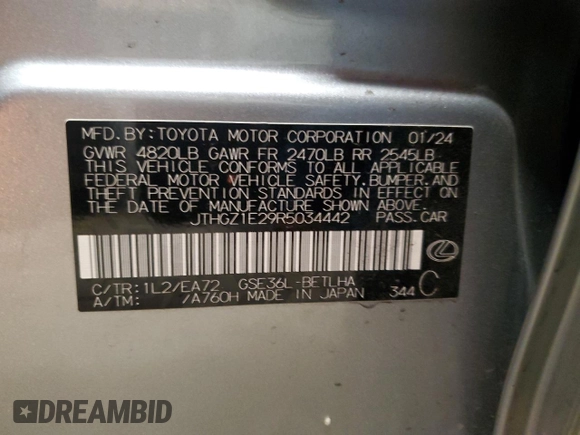 MFD. BY: TOYOTA MOTOR CORPORATION 01/24
GVWR 4820LB GAWR FR 2470LB RR 2545LB
THIS VEHICLE CONFORMS TO ALL APPLICABLE
FEDERAL MOTOR VEHICLE SAFETY, BUMPER, AND
THEFT PREVENTION STANDARDS IN EFFECT ON
THE DATE OF MANUFACTURE SHOWN ABOVE.
JTHGZ1E29R5034442 PASS. CAR
C/TR: 1L2/EA72 GSE36L-BETLHA
A/TM: /A760H MADE IN JAPAN 344 C
DREAMBID